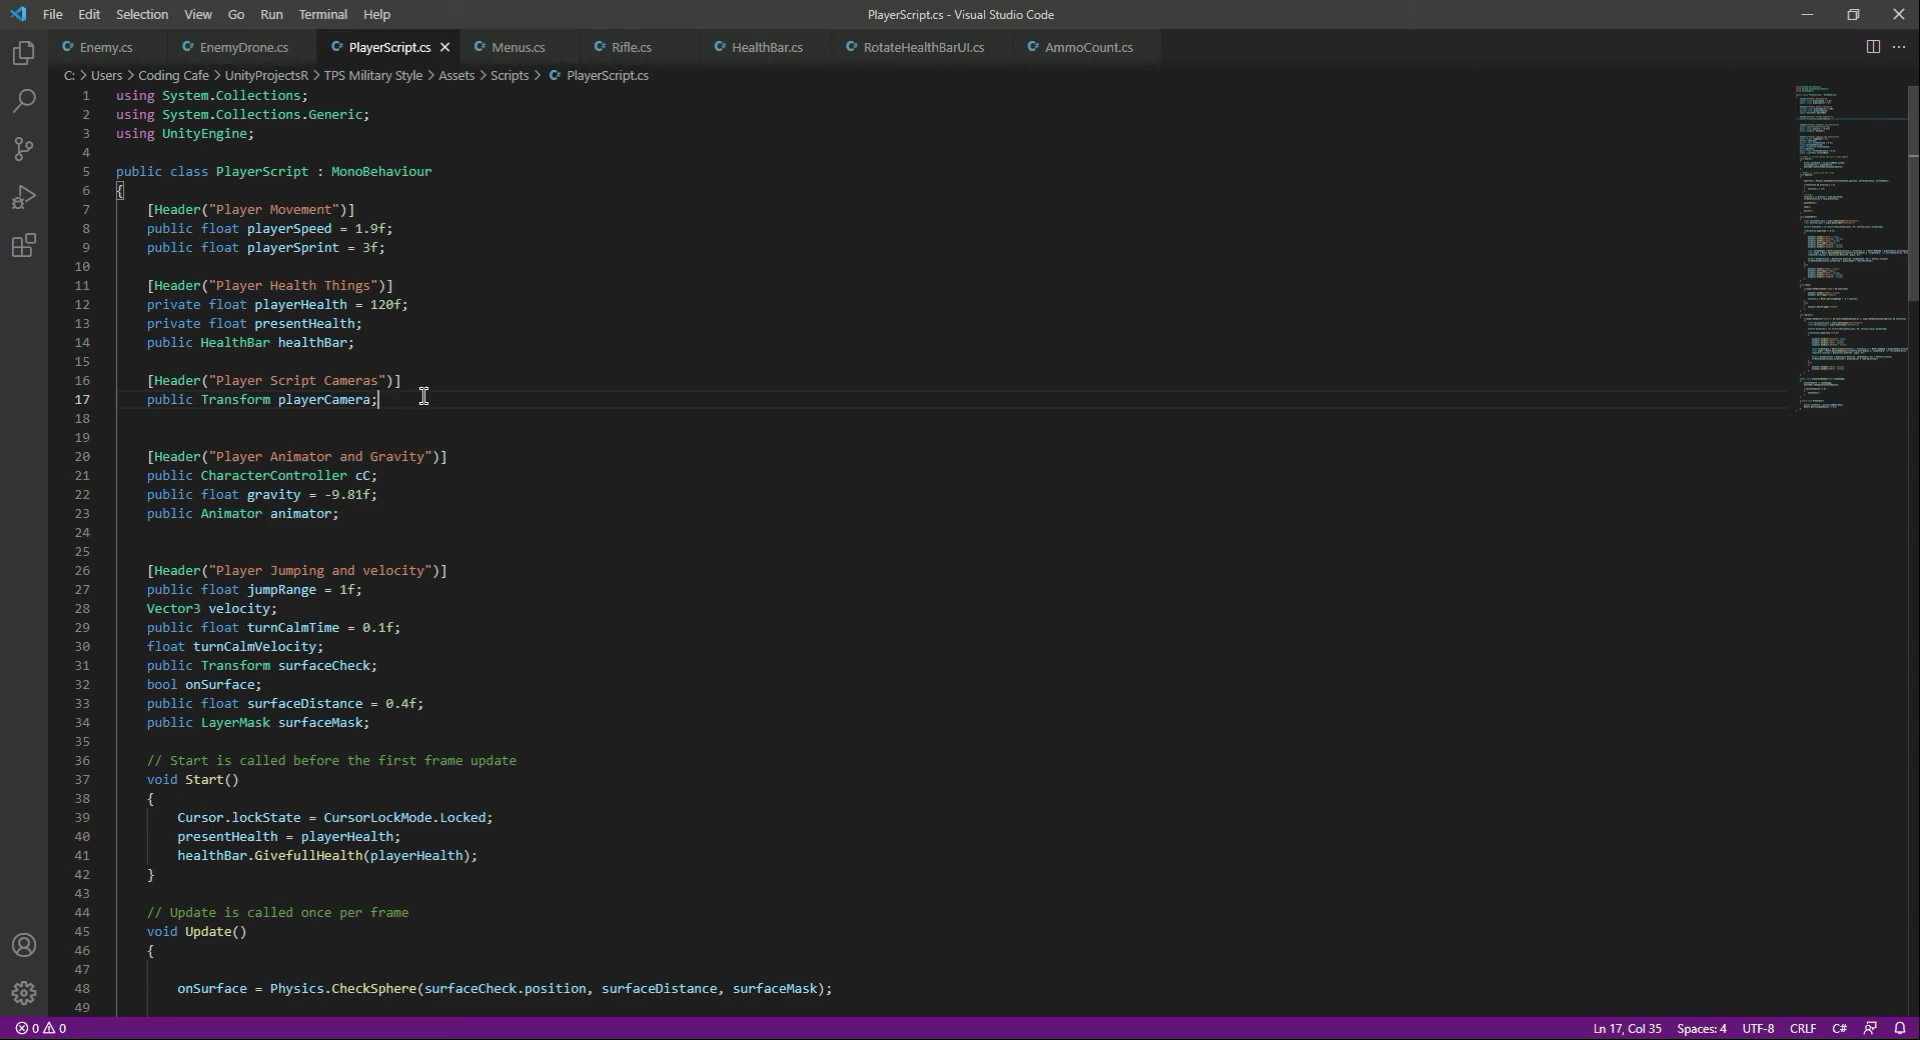 File Edit Selection View Go Run Terminal Help PlayerScript.cs - Visual Studio Code
Enemy.cs EnemyDrone.cs PlayerScript.cs Menus.cs Rifle.cs HealthBar.cs RotateHealthBarUI.cs AmmoCount.cs
C: > Users > Coding Cafe > UnityProjectsR > TPS Military Style > Assets > Scripts > PlayerScript.cs
1 using System.Collections;
2 using System.Collections.Generic;
3 using UnityEngine;
4
5 public class PlayerScript : MonoBehaviour
6 {
7 [Header("Player Movement")]
8 public float playerSpeed = 1.9f;
9 public float playerSprint = 3f;
10
11 [Header("Player Health Things")]
12 private float playerHealth = 120f;
13 private float presentHealth;
14 public HealthBar healthBar;
15
16 [Header("Player Script Cameras")]
17 public Transform playerCamera;
18
19
20 [Header("Player Animator and Gravity")]
21 public CharacterController cC;
22 public float gravity = -9.81f;
23 public Animator animator;
24
25
26 [Header("Player Jumping and velocity")]
27 public float jumpRange = 1f;
28 Vector3 velocity;
29 public float turnCalmTime = 0.1f;
30 float turnCalmVelocity;
31 public Transform surfaceCheck;
32 bool onSurface;
33 public float surfaceDistance = 0.4f;
34 public LayerMask surfaceMask;
35
36 // Start is called before the first frame update
37 void Start()
38 {
39 Cursor.lockState = CursorLockMode.Locked;
40 presentHealth = playerHealth;
41 healthBar.GivefullHealth(playerHealth);
42 }
43
44 // Update is called once per frame
45 void Update()
46 {
47
48 onSurface = Physics.CheckSphere(surfaceCheck.position, surfaceDistance, surfaceMask);
49
0 0 Ln 17, Col 35 Spaces: 4 UTF-8 CRLF C#